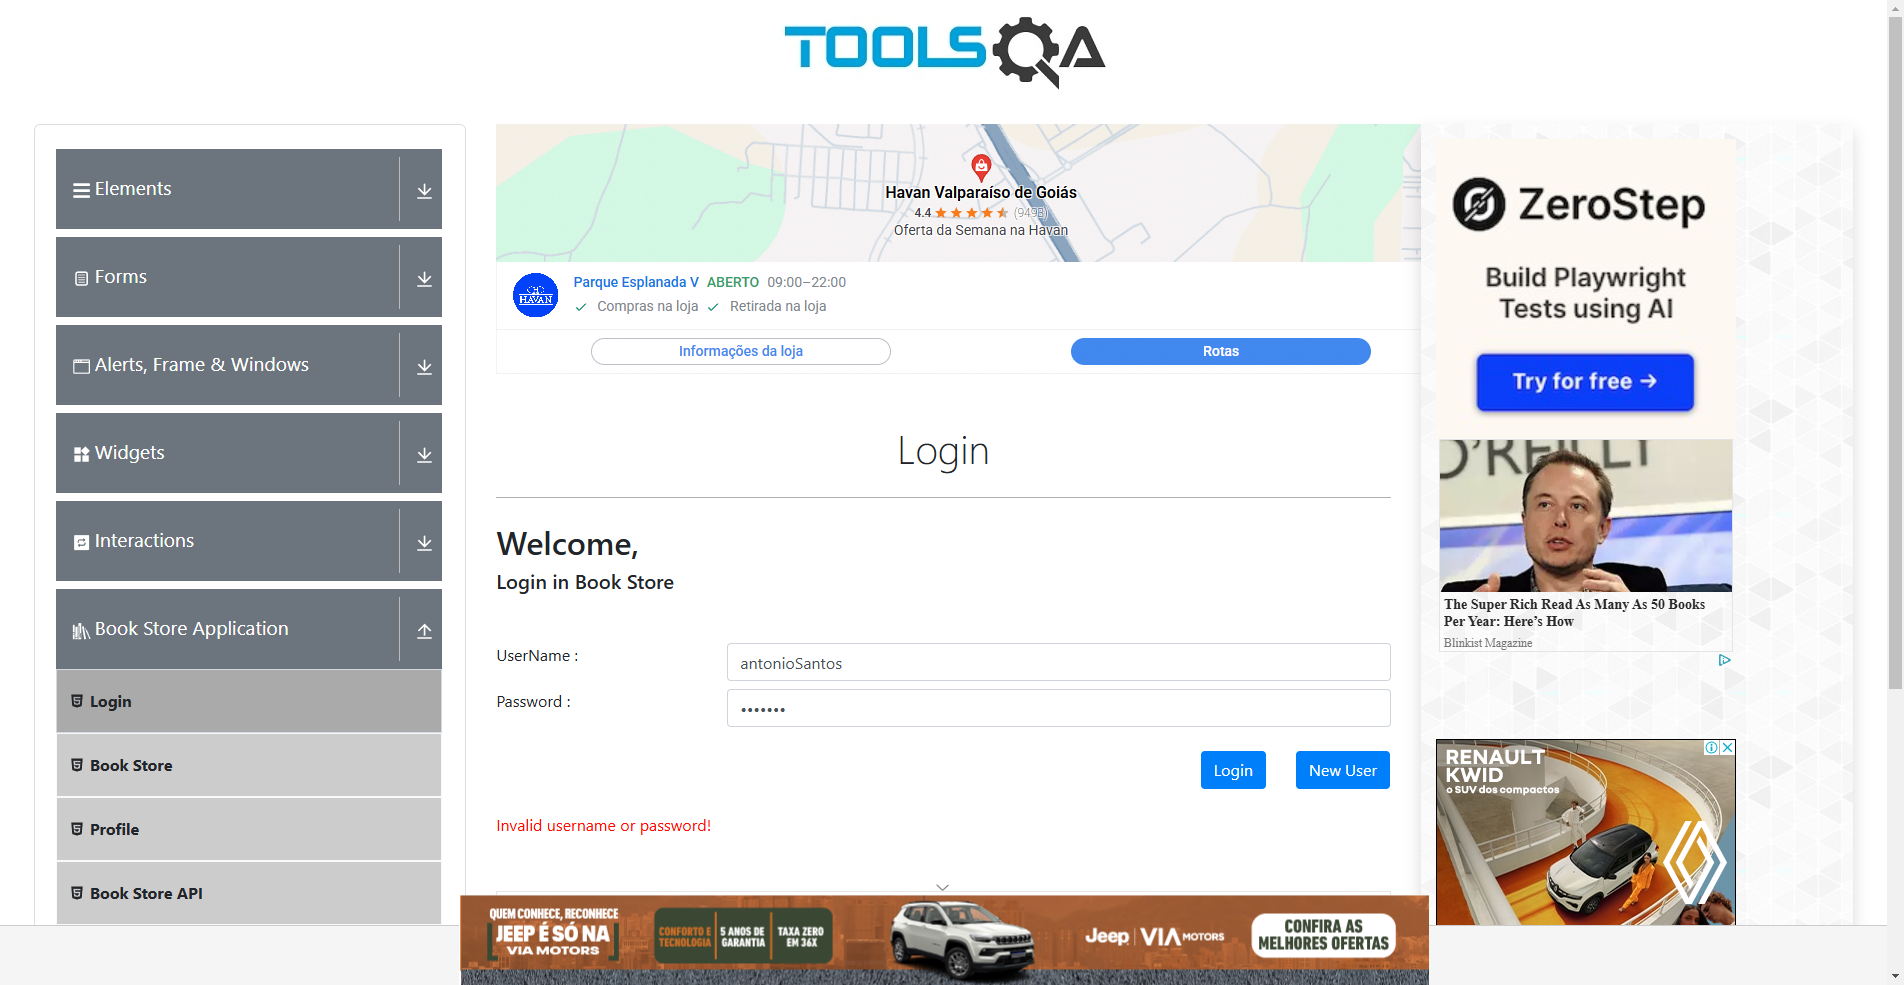 TOOLSQA
Elements
Forms
Alerts, Frame & Windows
Widgets
Interactions
Book Store Application
Login
Book Store
Profile
Book Store API
Havan Valparaíso de Goiás
4.4 (9498)
Oferta da Semana na Havan
HAVAN
Parque Esplanada V ABERTO 09:00–22:00
Compras na loja Retirada na loja
Informações da loja
Rotas
Login
Welcome,
Login in Book Store
UserName :
antonioSantos
Password :
•••••••
Login
New User
Invalid username or password!
ZeroStep
Build Playwright
Tests using AI
Try for free →
O'REILLY
The Super Rich Read As Many As 50 Books
Per Year: Here's How
Blinkist Magazine
RENAULT
KWID
o SUV dos compactos
QUEM CONHECE, RECONHECE
JEEP É SÓ NA
VIA MOTORS
CONFORTO E
TECNOLOGIA
5 ANOS DE
GARANTIA
TAXA ZERO
EM 36X
Jeep | VIA MOTORS
CONFIRA AS
MELHORES OFERTAS